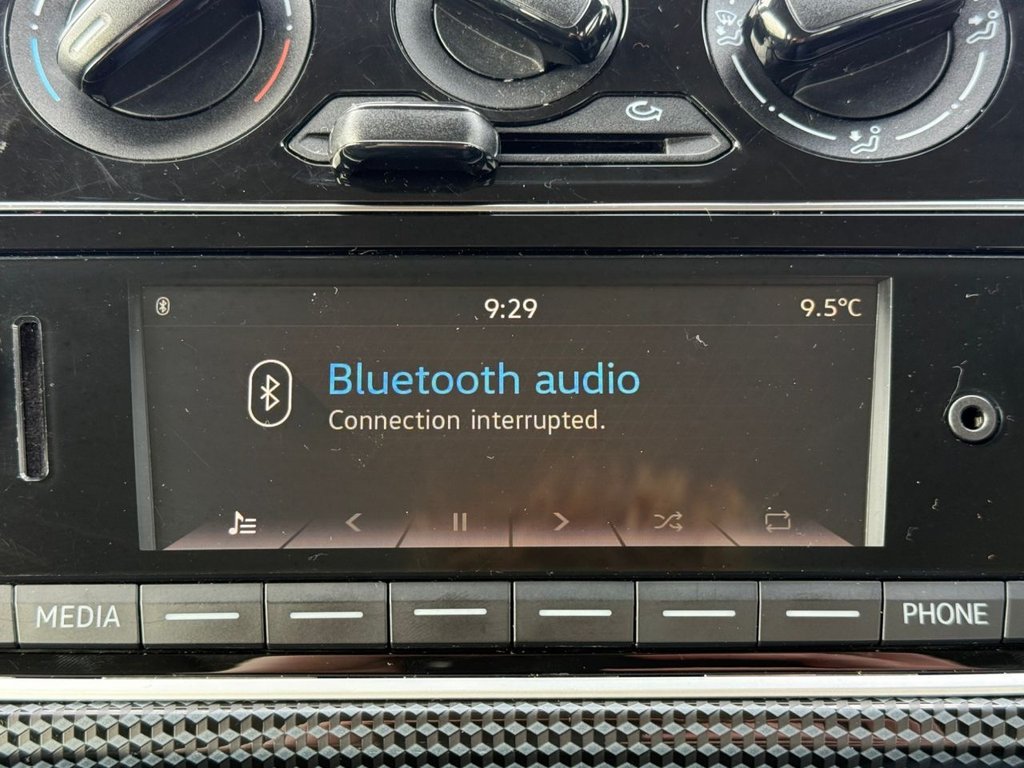 9:29
9.5°C
Bluetooth audio
Connection interrupted.
MEDIA
PHONE